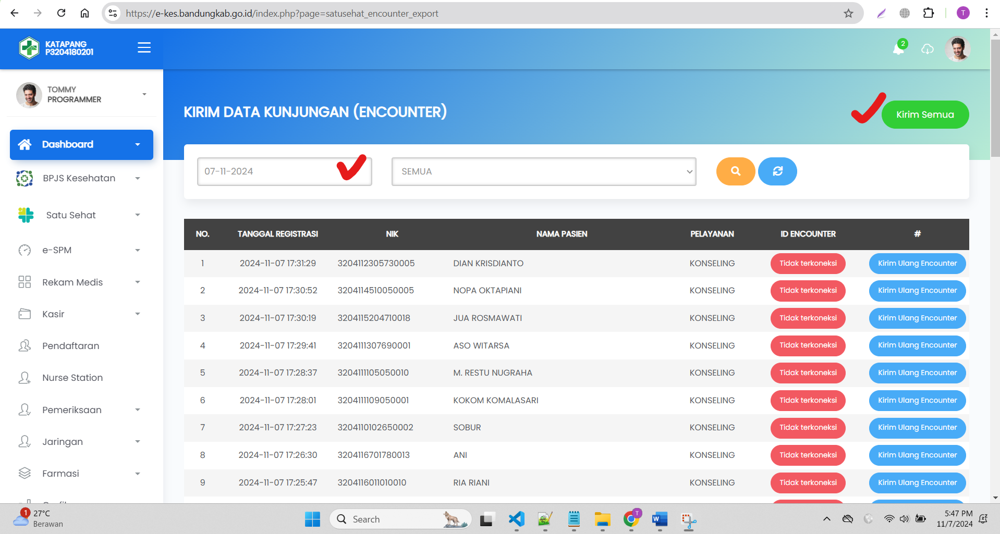 https://e-kes.bandungkab.go.id/index.php?page=satusehat_encounter_export
T
KATAPANG
P3204180201
2
TOMMY
PROGRAMMER
KIRIM DATA KUNJUNGAN (ENCOUNTER)
Kirim Semua
Dashboard
07-11-2024
SEMUA
BPJS Kesehatan
Satu Sehat
e-SPM
Rekam Medis
Kasir
Pendaftaran
Nurse Station
Pemeriksaan
Jaringan
Farmasi
NO. TANGGAL REGISTRASI NIK NAMA PASIEN PELAYANAN ID ENCOUNTER #
1 2024-11-07 17:31:29 3204112305730005 DIAN KRISDIANTO KONSELING Tidak terkoneksi Kirim Ulang Encounter
2 2024-11-07 17:30:52 3204114510050005 NOPA OKTAPIANI KONSELING Tidak terkoneksi Kirim Ulang Encounter
3 2024-11-07 17:30:19 3204115204710018 JUA ROSMAWATI KONSELING Tidak terkoneksi Kirim Ulang Encounter
4 2024-11-07 17:29:41 3204111307690001 ASO WITARSA KONSELING Tidak terkoneksi Kirim Ulang Encounter
5 2024-11-07 17:28:37 3204111105050010 M. RESTU NUGRAHA KONSELING Tidak terkoneksi Kirim Ulang Encounter
6 2024-11-07 17:28:01 3204111109050001 KOKOM KOMALASARI KONSELING Tidak terkoneksi Kirim Ulang Encounter
7 2024-11-07 17:27:23 3204110102650002 SOBUR KONSELING Tidak terkoneksi Kirim Ulang Encounter
8 2024-11-07 17:26:30 3204116701780013 ANI KONSELING Tidak terkoneksi Kirim Ulang Encounter
9 2024-11-07 17:25:47 3204116011010010 RIA RIANI KONSELING Tidak terkoneksi Kirim Ulang Encounter
1
27°C
Berawan
Search
T
5:47 PM
11/7/2024